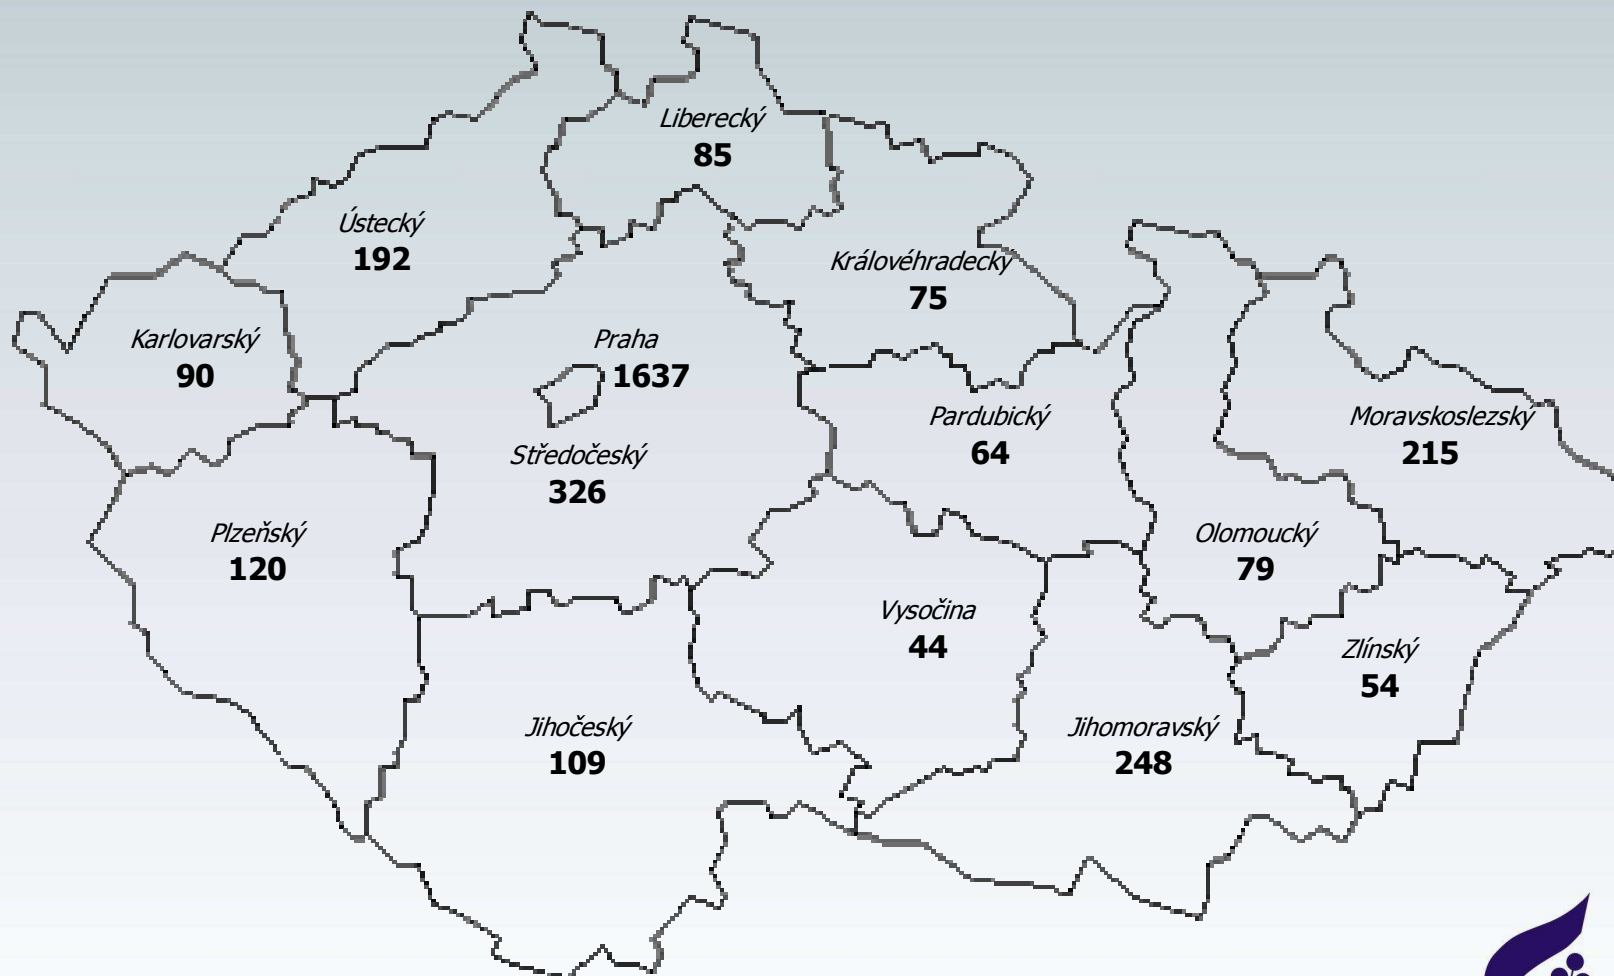 Liberecký
85
Ústecký
192
Královéhradecký
75
Karlovarský
90
Praha
1637
Pardubický
64
Moravskoslezský
215
Středočeský
326
Plzeňský
120
Olomoucký
79
Vysočina
44
Zlínský
54
Jihočeský
109
Jihomoravský
248